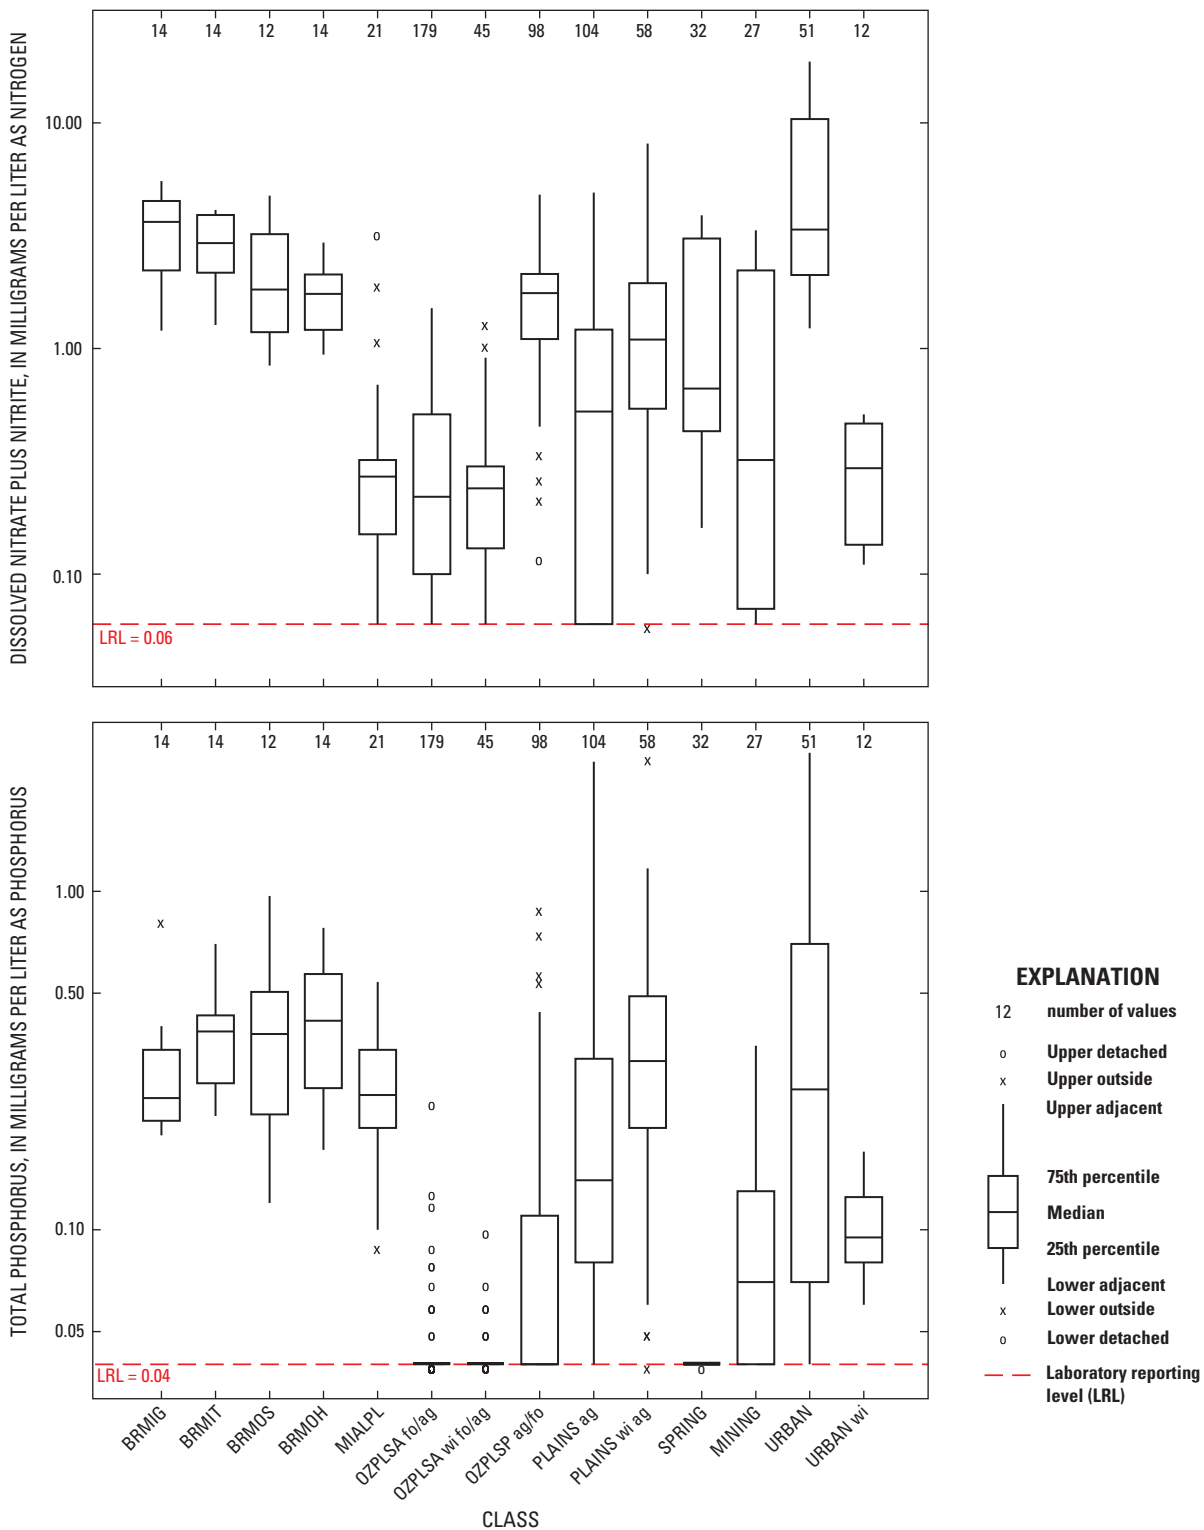 DISSOLVED NITRATE PLUS NITRITE, IN MILLIGRAMS PER LITER AS NITROGEN
14 14 12 14 21 179 45 98 104 58 32 27 51 12
10.00
1.00
0.10
LRL = 0.06
TOTAL PHOSPHORUS, IN MILLIGRAMS PER LITER AS PHOSPHORUS
14 14 12 14 21 179 45 98 104 58 32 27 51 12
1.00
0.50
0.10
0.05
LRL = 0.04
BRMIG
BRMIT
BRMOS
BRMOH
MIALPL
OZPLSA fo/ag
OZPLSA wi fo/ag
OZPLSP ag/fo
PLAINS ag
PLAINS wi ag
SPRING
MINING
URBAN
URBAN wi
CLASS
EXPLANATION
12 number of values
o Upper detached
x Upper outside
Upper adjacent
75th percentile
Median
25th percentile
Lower adjacent
x Lower outside
o Lower detached
Laboratory reporting
level (LRL)